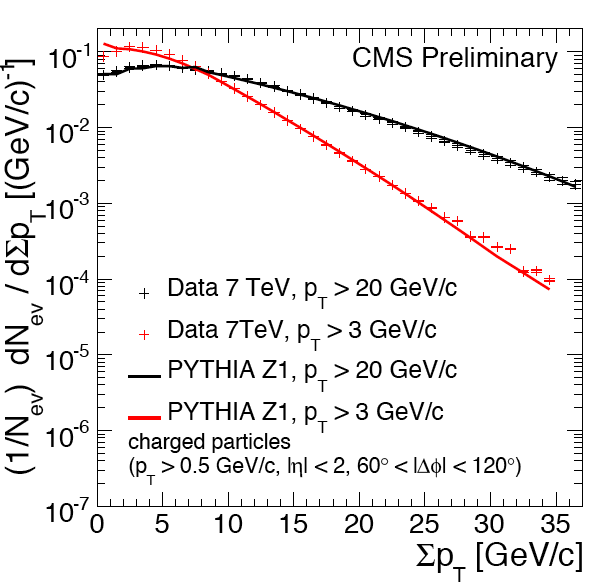 CMS Preliminary
(1/N_ev) dN_ev / dΣp_T [(GeV/c)^-1]
10^-1
10^-2
10^-3
10^-4
10^-5
10^-6
10^-7
Data 7 TeV, p_T > 20 GeV/c
Data 7TeV, p_T > 3 GeV/c
PYTHIA Z1, p_T > 20 GeV/c
PYTHIA Z1, p_T > 3 GeV/c
charged particles
(p_T > 0.5 GeV/c, |η| < 2, 60° < |Δϕ| < 120°)
0 5 10 15 20 25 30 35
Σp_T [GeV/c]